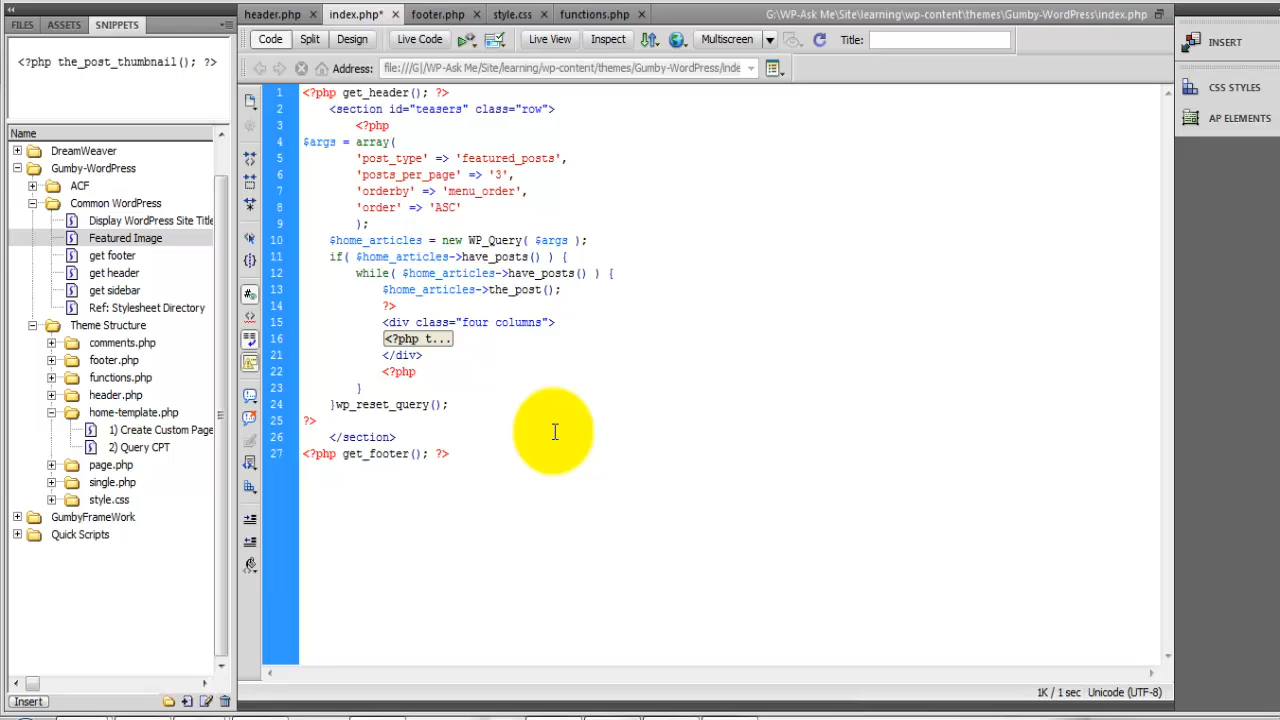 header.php
index.php*
footer.php
style.css
functions.php
G:\WP-Ask Me\Site\learning\wp-content\themes\Gumby-WordPress\index.php
FILES
ASSETS
SNIPPETS
Code
Split
Design
Live Code
Live View
Inspect
Multiscreen
Title:
Address:
file:///G|/WP-Ask Me/Site/learning/wp-content/themes/Gumby-WordPress/inde
INSERT
CSS STYLES
AP ELEMENTS
<?php the_post_thumbnail(); ?>
Name
DreamWeaver
Gumby-WordPress
ACF
Common WordPress
Display WordPress Site Title
Featured Image
get footer
get header
get sidebar
Ref: Stylesheet Directory
Theme Structure
comments.php
footer.php
functions.php
header.php
home-template.php
1) Create Custom Page
2) Query CPT
page.php
single.php
style.css
GumbyFrameWork
Quick Scripts
Insert
1 <?php get_header(); ?>
2 <section id="teasers" class="row">
3 <?php
4 $args = array(
5 'post_type' => 'featured_posts',
6 'posts_per_page' => '3',
7 'orderby' => 'menu_order',
8 'order' => 'ASC'
9 );
10 $home_articles = new WP_Query( $args );
11 if( $home_articles->have_posts() ) {
12 while( $home_articles->have_posts() ) {
13 $home_articles->the_post();
14 ?>
15 <div class="four columns">
16 <?php t...
21 </div>
22 <?php
23 }
24 }wp_reset_query();
25 ?>
26 </section>
27 <?php get_footer(); ?>
1K / 1 sec Unicode (UTF-8)